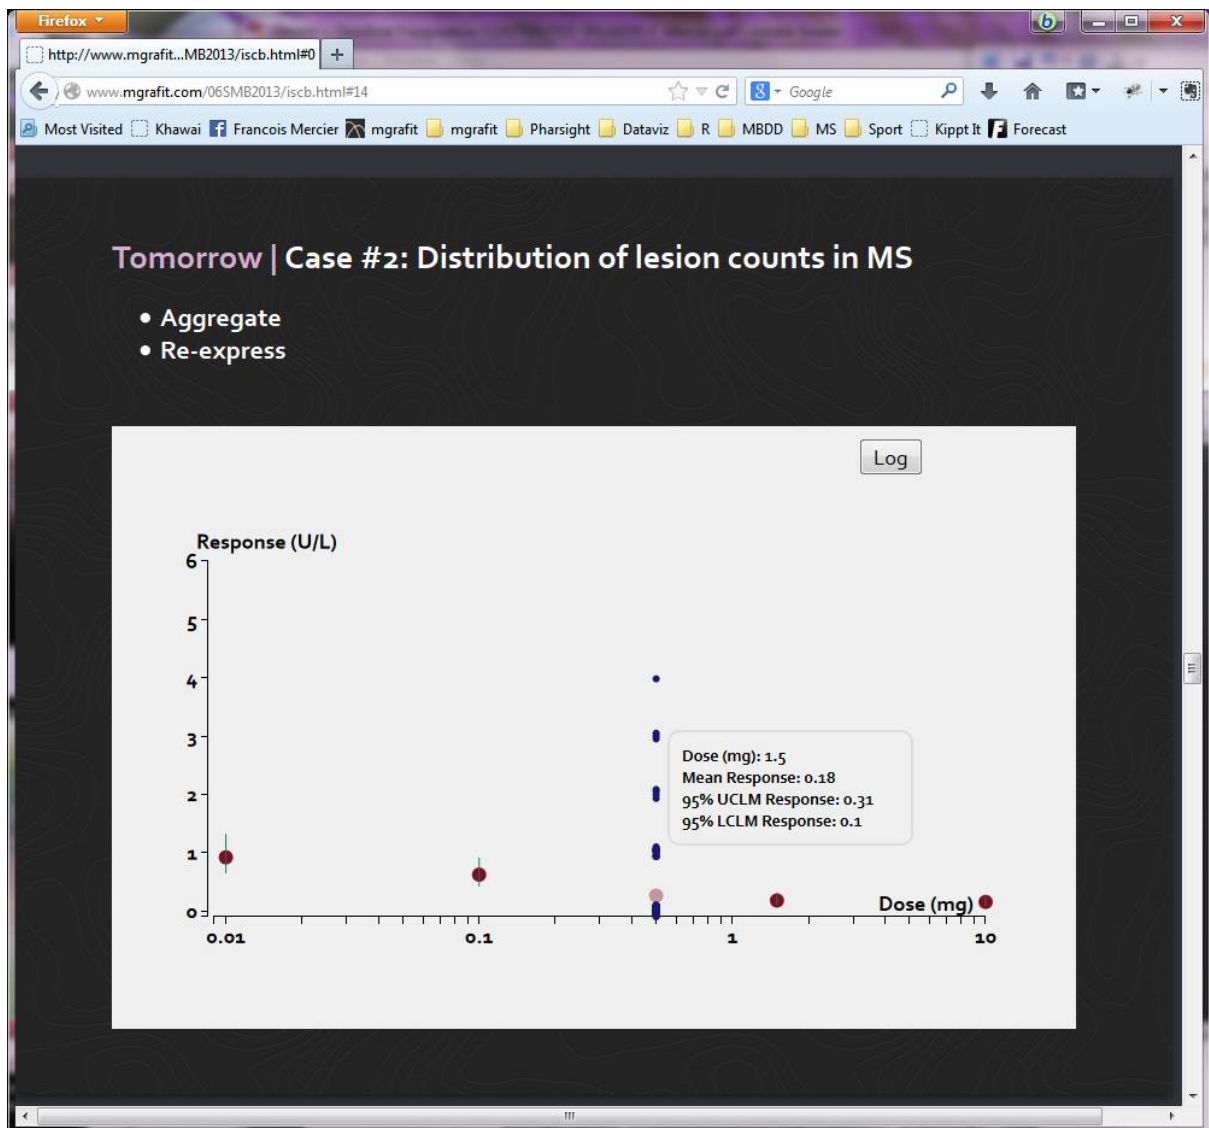 Firefox
http://www.mgrafit...MB2013/iscb.html#0
www.mgrafit.com/06SMB2013/iscb.html#14
Google
Most Visited Khawai Francois Mercier mgrafit mgrafit Pharsight Dataviz R MBDD MS Sport Kippt It Forecast
Tomorrow | Case #2: Distribution of lesion counts in MS
• Aggregate
• Re-express
Log
Response (U/L)
6
5
4
3
Dose (mg): 1.5
Mean Response: 0.18
2
95% UCLM Response: 0.31
95% LCLM Response: 0.1
1
0
Dose (mg)
0.01 0.1 1 10